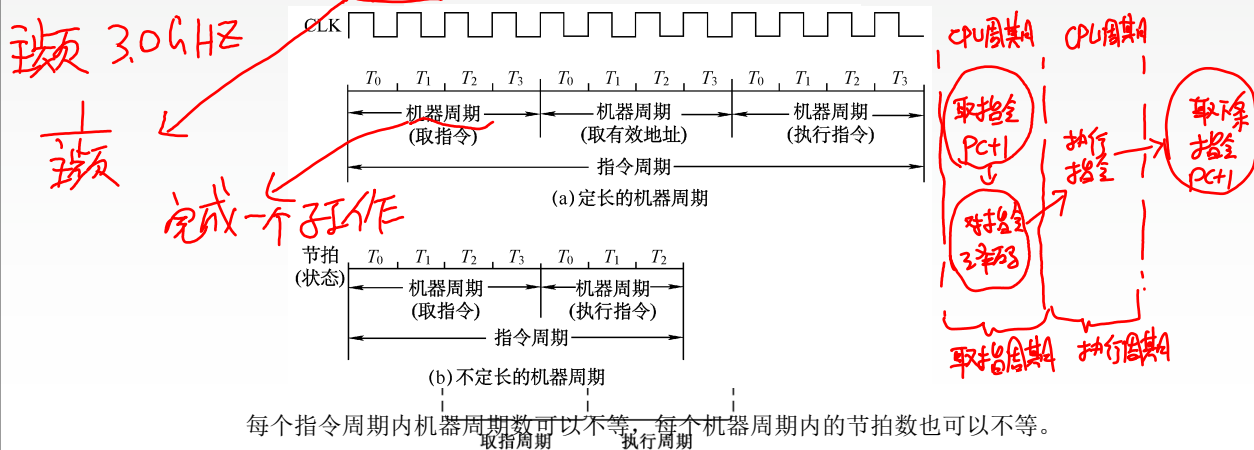 CLK
主频 3.0GHZ
1
主频
T0 T1 T2 T3 T0 T1 T2 T3 T0 T1 T2 T3
机器周期 机器周期 机器周期
(取指令) (取有效地址) (执行指令)
指令周期
(a)定长的机器周期
完成一个子工作
节拍
(状态)
T0 T1 T2 T3 T0 T1 T2
机器周期 机器周期
(取指令) (执行指令)
指令周期
(b)不定长的机器周期
每个指令周期内机器周期数可以不等，每个机器周期内的节拍数也可以不等。
取指周期 执行周期
CPU周期 CPU周期
取指令
PC+1
对指令
译码
执行
指令
取下条
指令
PC+1
取指周期 执行周期